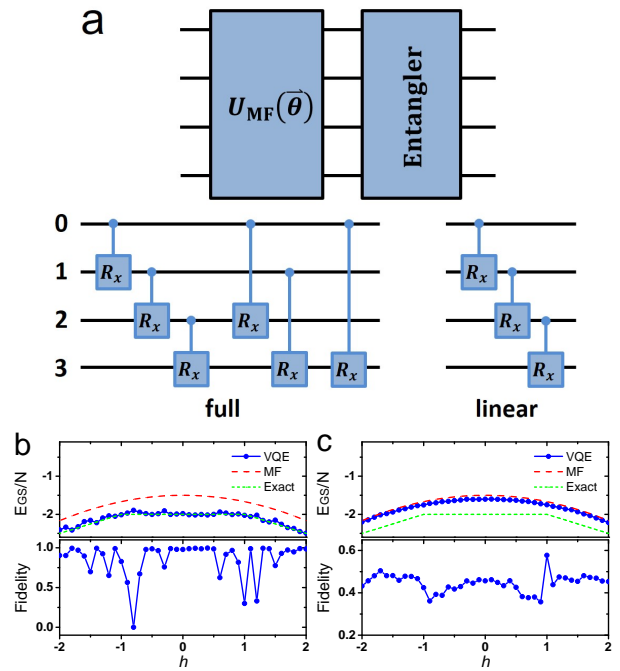 a
U_MF(θ⃗)
Entangler
0
1
2
3
R_x
R_x
R_x
R_x
R_x
R_x
R_x
R_x
R_x
full
linear
b
c
E_GS/N
-1
-2
VQE
MF
Exact
Fidelity
1.0
0.5
0.0
-2 -1 0 1 2
h
E_GS/N
-1
-2
VQE
MF
Exact
Fidelity
0.6
0.4
0.2
-2 -1 0 1 2
h